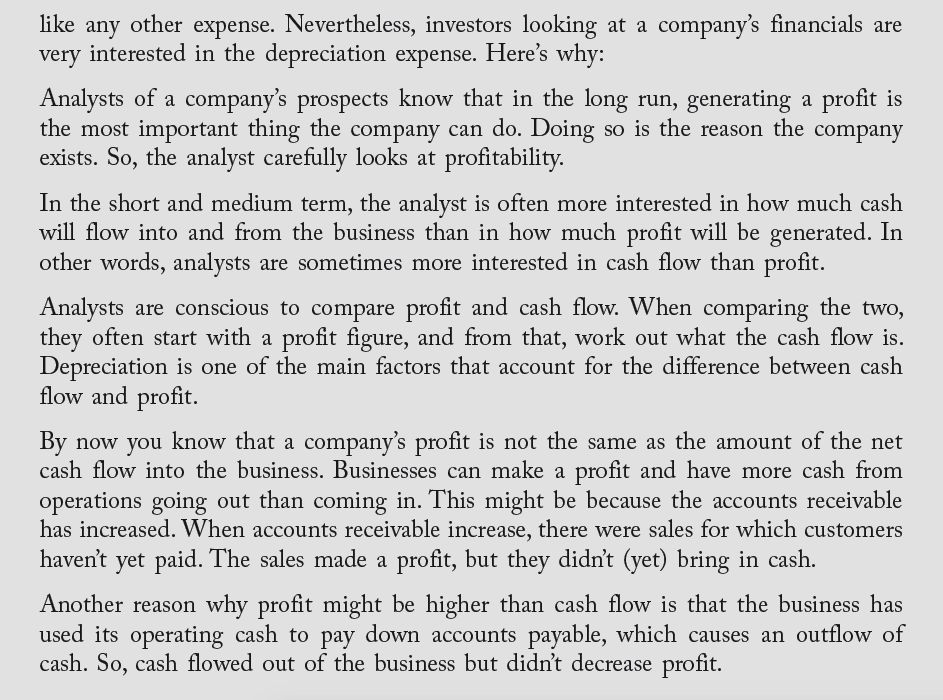 like any other expense. Nevertheless, investors looking at a company's financials are
very interested in the depreciation expense. Here's why:
Analysts of a company's prospects know that in the long run, generating a profit is
the most important thing the company can do. Doing so is the reason the company
exists. So, the analyst carefully looks at profitability.
In the short and medium term, the analyst is often more interested in how much cash
will flow into and from the business than in how much profit will be generated. In
other words, analysts are sometimes more interested in cash flow than profit.
Analysts are conscious to compare profit and cash flow. When comparing the two,
they often start with a profit figure, and from that, work out what the cash flow is.
Depreciation is one of the main factors that account for the difference between cash
flow and profit.
By now you know that a company's profit is not the same as the amount of the net
cash flow into the business. Businesses can make a profit and have more cash from
operations going out than coming in. This might be because the accounts receivable
has increased. When accounts receivable increase, there were sales for which customers
haven't yet paid. The sales made a profit, but they didn't (yet) bring in cash.
Another reason why profit might be higher than cash flow is that the business has
used its operating cash to pay down accounts payable, which causes an outflow of
cash. So, cash flowed out of the business but didn't decrease profit.